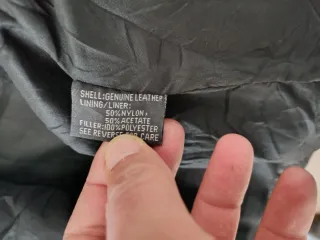 SHELL:GENUINE LEATHER
LINING/LINER:
50%NYLON,
50%ACETATE
FILLER:100%POLYESTER
SEE REVERSE FOR CARE